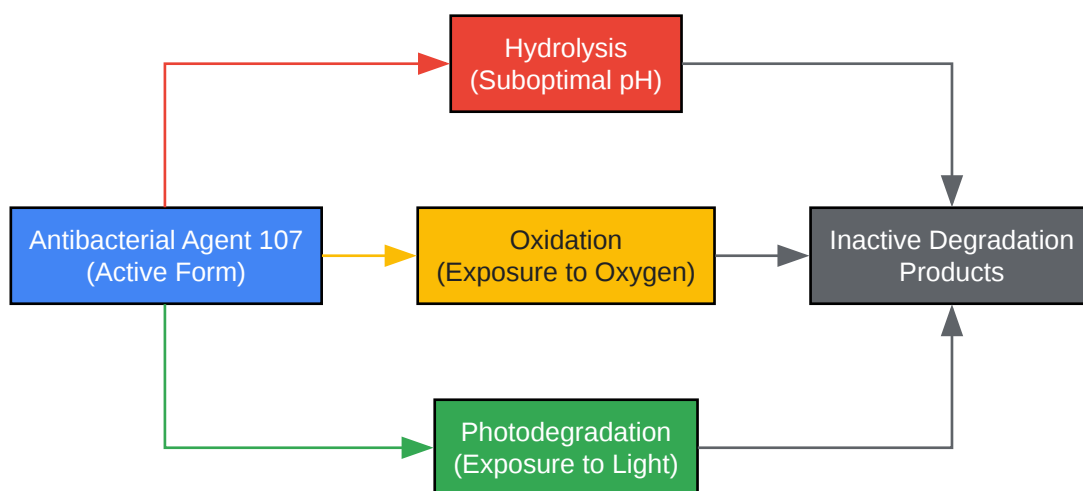 Hydrolysis
(Suboptimal pH)
Antibacterial Agent 107
(Active Form)
Oxidation
(Exposure to Oxygen)
Inactive Degradation
Products
Photodegradation
(Exposure to Light)